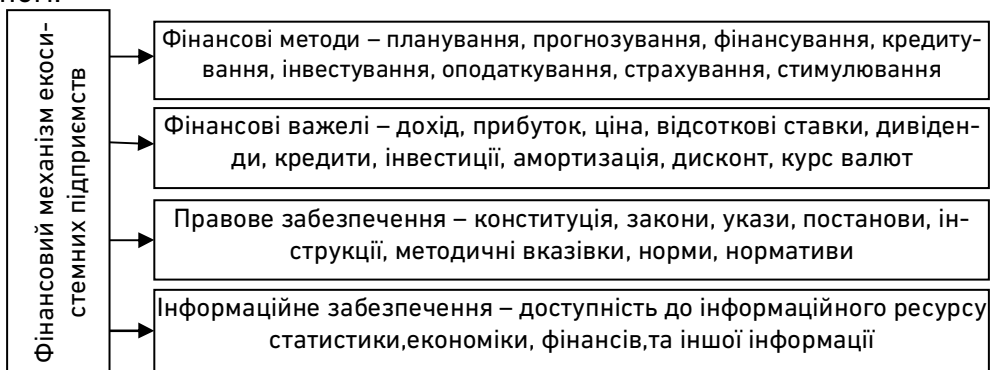 Фінансовий механізм екоси-
стемних підприємств
Фінансові методи – планування, прогнозування, фінансування, кредиту-
вання, інвестування, оподаткування, страхування, стимулювання
Фінансові важелі – дохід, прибуток, ціна, відсоткові ставки, дивіден-
ди, кредити, інвестиції, амортизація, дисконт, курс валют
Правове забезпечення – конституція, закони, укази, постанови, ін-
струкції, методичні вказівки, норми, нормативи
Інформаційне забезпечення – доступність до інформаційного ресурсу
статистики,економіки, фінансів,та іншої інформації